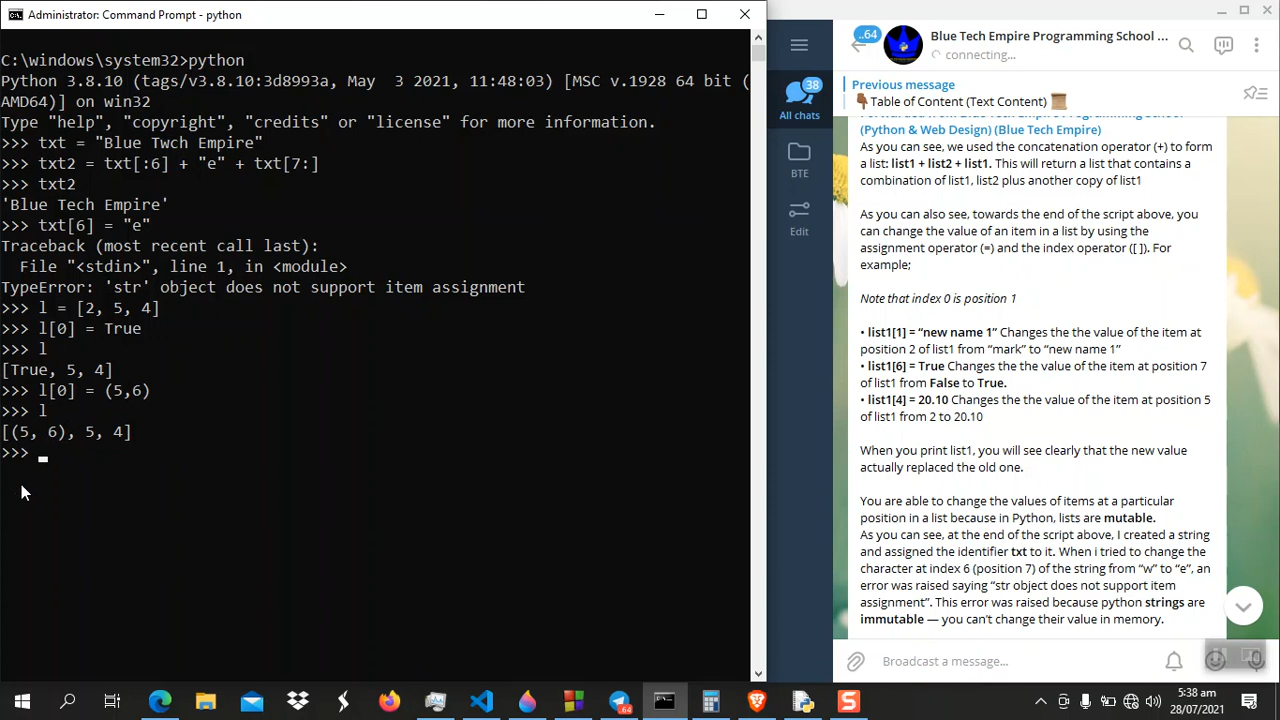 Administrator: Command Prompt - python
C:\windows\system32>python
Python 3.8.10 (tags/v3.8.10:3d8993a, May  3 2021, 11:48:03) [MSC v.1928 64 bit (
AMD64)] on win32
Type "help", "copyright", "credits" or "license" for more information.
>>> txt = "Blue Twch Empire"
>>> txt2 = txt[:6] + "e" + txt[7:]
>>> txt2
'Blue Tech Empire'
>>> txt[6] = "e"
Traceback (most recent call last):
  File "<stdin>", line 1, in <module>
TypeError: 'str' object does not support item assignment
>>> l = [2, 5, 4]
>>> l[0] = True
>>> l
[True, 5, 4]
>>> l[0] = (5,6)
>>> l
[(5, 6), 5, 4]
>>>
38
All chats
BTE
Edit
..64
Blue Tech Empire Programming School ...
connecting...
Previous message
Table of Content (Text Content)
Forwarded from Blue Tech Empire Programming School
(Python & Web Design) (Blue Tech Empire)
As you can see, we used the concatenation operator (+) to form
a list: list1 + list2 + list1. This will return a list that contains a
combination of list1, list2 plus another copy of list1
As you can also see, towards the end of the script above, you
can change the value of an item in a list by using the
assignment operator (=) and the index operator ([ ]). For
example;
Note that index 0 is position 1
• list1[1] = “new name 1” Changes the the value of the item at
position 2 of list1 from “mark” to “new name 1”
• list1[6] = True Changes the the value of the item at position 7
of list1 from False to True.
• list1[4] = 20.10 Changes the the value of the item at position 5
of list1 from 2 to 20.10
When you print list1, you will see clearly that the new value
actually replaced the old one.
You are able to change the values of items at a particular
position in a list because in Python, lists are mutable.
As you can see, at the end of the script above, I created a string
and assigned the identifier txt to it. When i tried to change the
character at index 6 (position 7) of the string from “w” to “e”, an
error was raised saying “str object does not support item
assignment”. This error was raised because python strings are
immutable — you can't change their value in memory.
Broadcast a message...
.64
5:38 am
28/07/2021